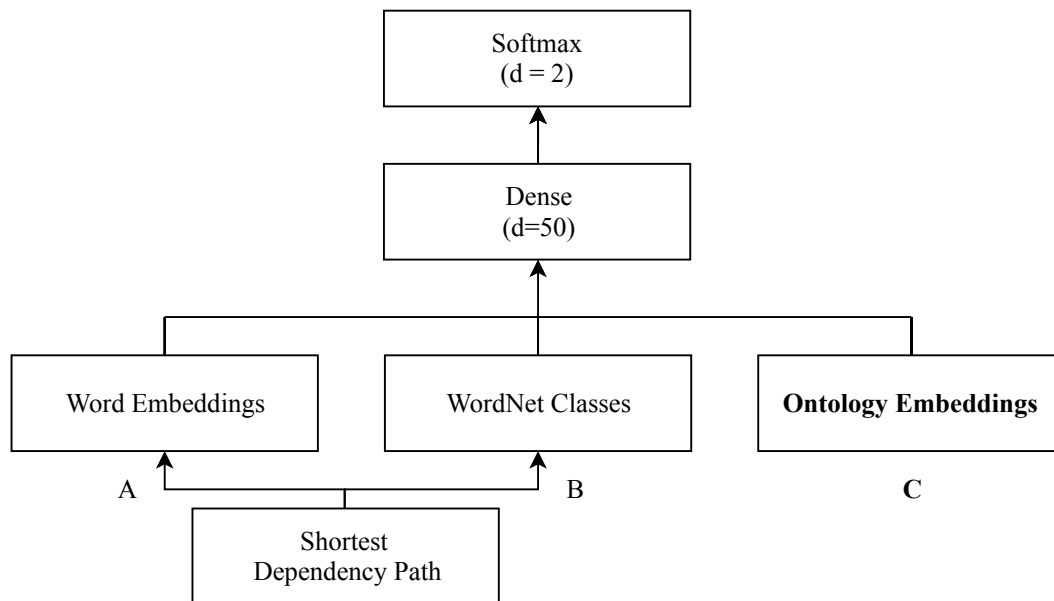 Softmax
(d = 2)
Dense
(d=50)
Word Embeddings
WordNet Classes
Ontology Embeddings
A
B
C
Shortest
Dependency Path